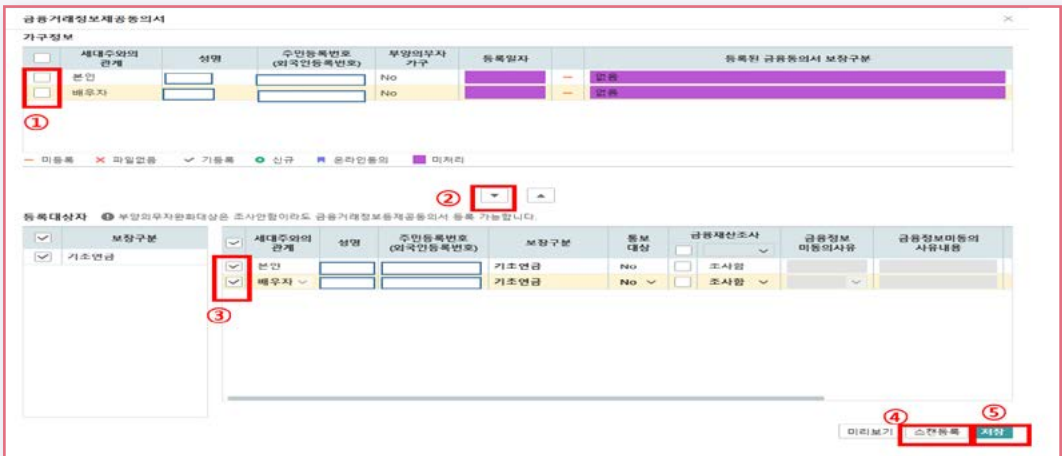 금융거래정보제공동의서 ×
가구정보
세대주와의 관계 성명 주민등록번호 (외국인등록번호) 부양의무자 가구 등록일자 등록된 금융동의서 보장구분
본인 No − 없음
배우자 No − 없음
①
− 미등록 × 파일없음 ✓ 기등록 신규 온라인동의 미처리
② ▼ ▲
등록대상자 부양의무자완화대상은 조사안함이라도 금융거래정보등제공동의서 등록 가능합니다.
보장구분 세대주와의 관계 성명 주민등록번호 (외국인등록번호) 보장구분 통보 대상 금융재산조사 금융정보 미동의사유 금융정보미동의 사유내용
기초연금 본인 기초연금 No 조사함
배우자 기초연금 No 조사함
③
④ ⑤
미리보기 스캔등록 저장